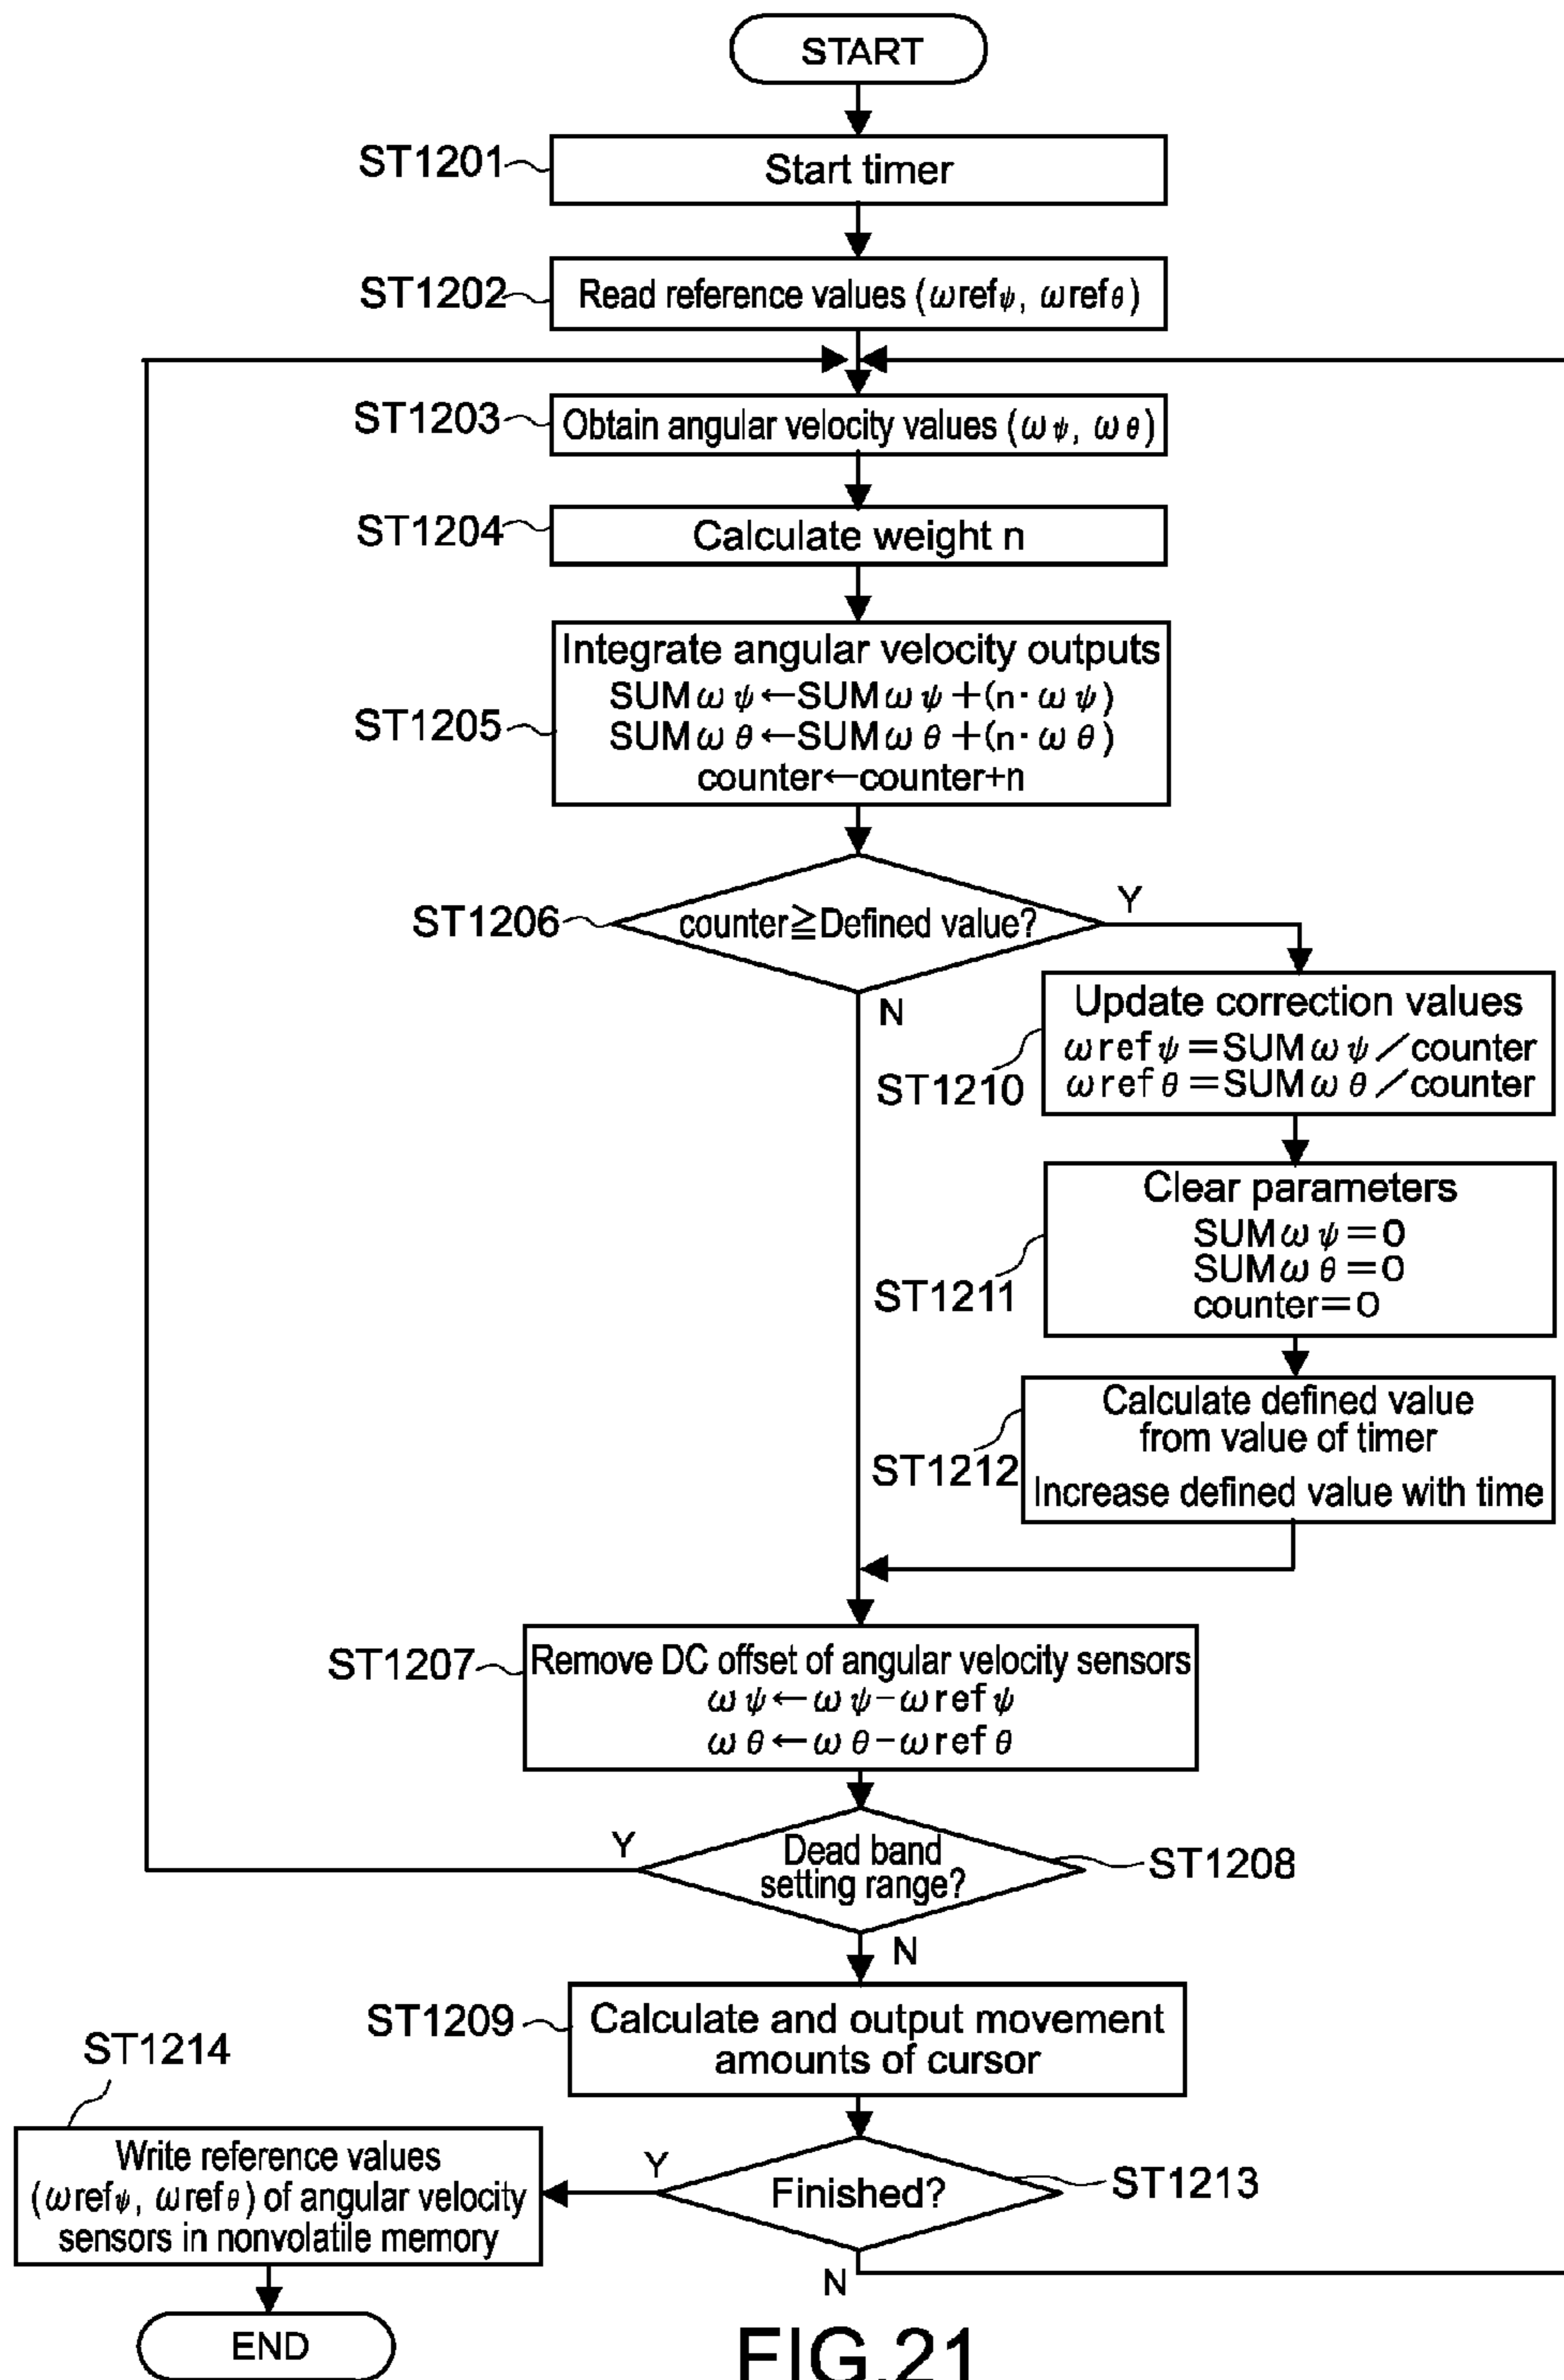 START
ST1201
Start timer
ST1202
Read reference values (ωrefψ, ωrefθ)
ST1203
Obtain angular velocity values (ωψ, ωθ)
ST1204
Calculate weight n
ST1205
Integrate angular velocity outputs
SUMωψ←SUMωψ+(n·ωψ)
SUMωθ←SUMωθ+(n·ωθ)
counter←counter+n
ST1206
counter≧Defined value?
Y
N
ST1210
Update correction values
ωrefψ=SUMωψ/counter
ωrefθ=SUMωθ/counter
ST1211
Clear parameters
SUMωψ=0
SUMωθ=0
counter=0
ST1212
Calculate defined value
from value of timer
Increase defined value with time
ST1207
Remove DC offset of angular velocity sensors
ωψ←ωψ-ωrefψ
ωθ←ωθ-ωrefθ
Y
Dead band
setting range?
ST1208
N
ST1209
Calculate and output movement
amounts of cursor
ST1214
Write reference values
(ωrefψ, ωrefθ) of angular velocity
sensors in nonvolatile memory
Y
Finished?
ST1213
N
END
FIG.21